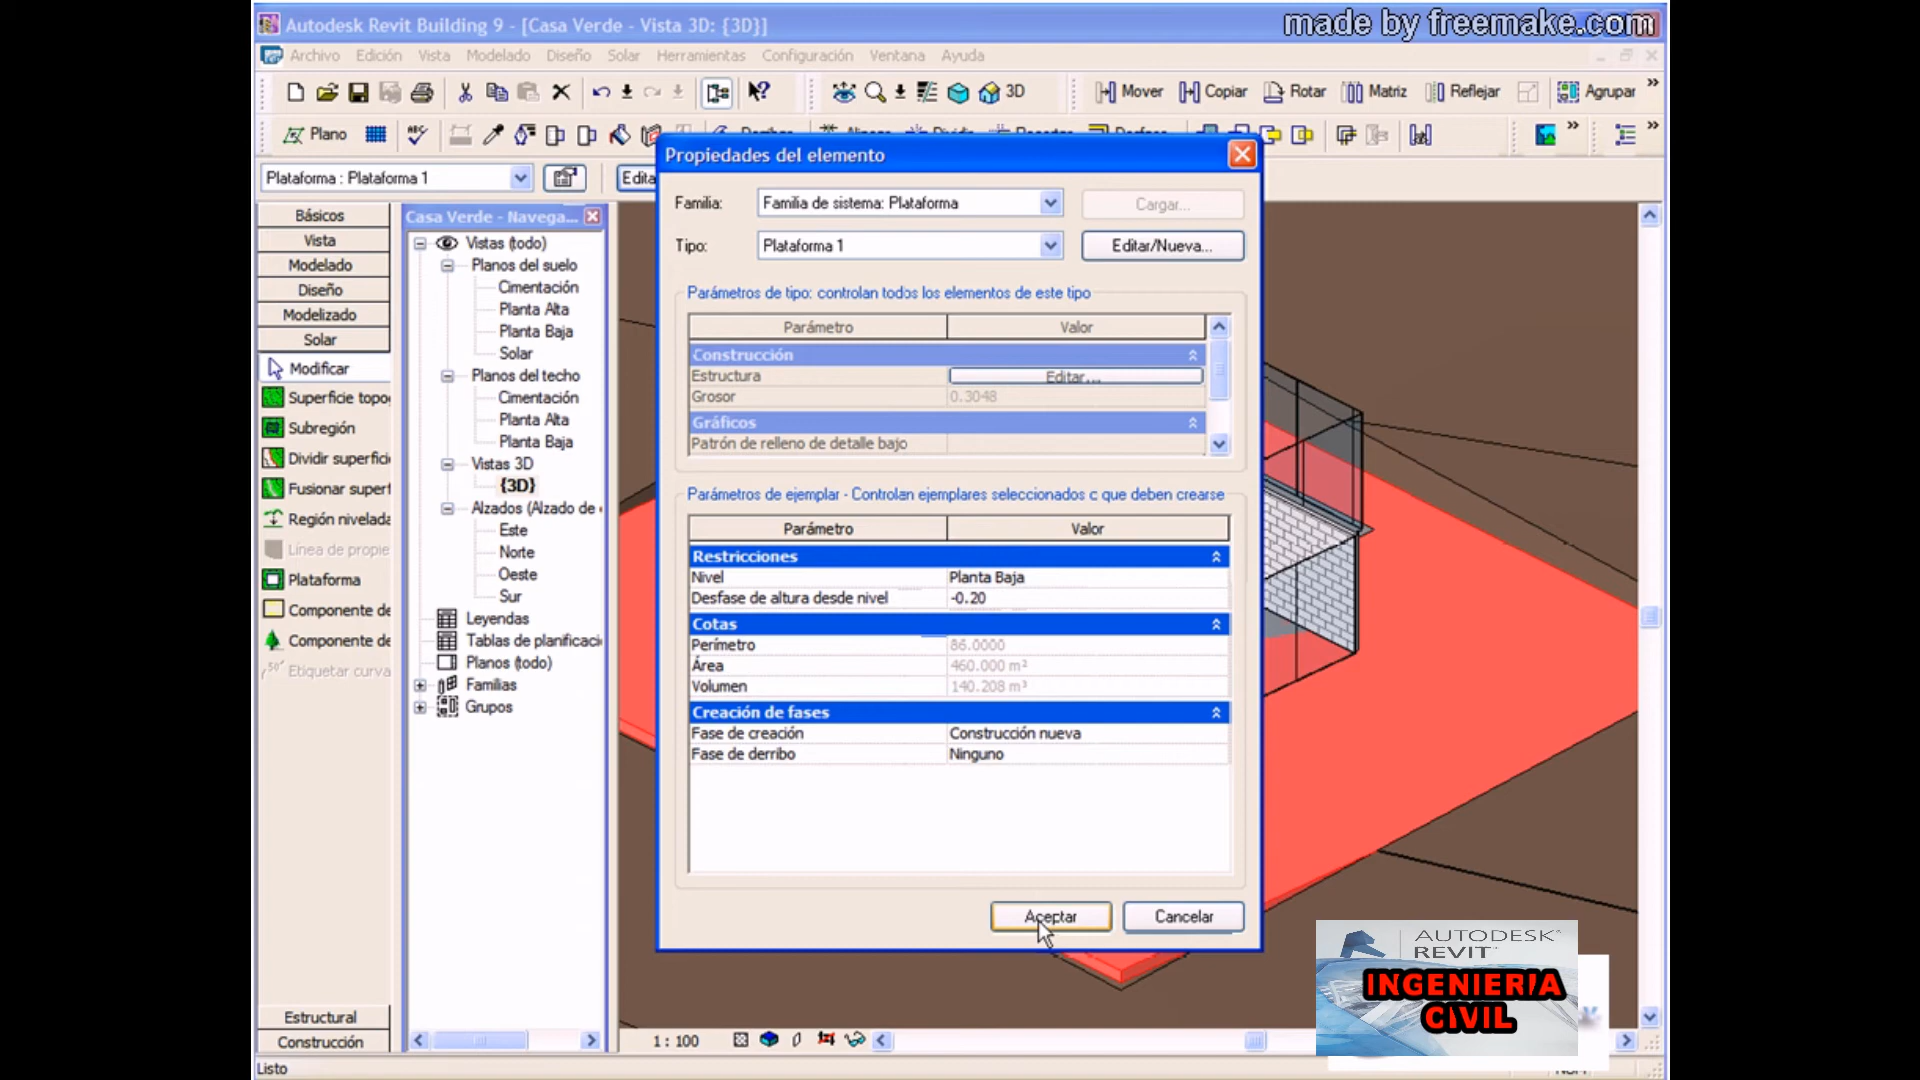 Autodesk Revit Building 9 - [Casa Verde - Vista 3D: {3D}]
made by freemake.com
Archivo Edición Vista Modelado Diseño Solar Herramientas Configuración Ventana Ayuda
3D Mover Copiar Rotar Matriz Reflejar Agrupar
Plano
Plataforma : Plataforma 1
Edita
Básicos
Vista
Modelado
Diseño
Modelizado
Solar
Modificar
Superficie topo
Subregión
Dividir superfici
Fusionar superf
Región nivelada
Línea de propie
Plataforma
Componente de
Componente de
Etiquetar curva
Estructural
Construcción
Listo
Casa Verde - Navega...
Vistas (todo)
Planos del suelo
Cimentación
Planta Alta
Planta Baja
Solar
Planos del techo
Cimentación
Planta Alta
Planta Baja
Vistas 3D
{3D}
Alzados (Alzado de
Este
Norte
Oeste
Sur
Leyendas
Tablas de planificaci
Planos (todo)
Familias
Grupos
Propiedades del elemento
Familia: Familia de sistema: Plataforma Cargar...
Tipo: Plataforma 1 Editar/Nueva...
Parámetros de tipo: controlan todos los elementos de este tipo
Parámetro Valor
Construcción
Estructura Editar...
Grosor 0.3048
Gráficos
Patrón de relleno de detalle bajo
Parámetros de ejemplar - Controlan ejemplares seleccionados o que deben crearse
Parámetro Valor
Restricciones
Nivel Planta Baja
Desfase de altura desde nivel -0.20
Cotas
Perímetro 86.0000
Área 460.000 m²
Volumen 140.208 m³
Creación de fases
Fase de creación Construcción nueva
Fase de derribo Ninguno
Aceptar Cancelar
1 : 100
AUTODESK
REVIT
INGENIERIA
CIVIL